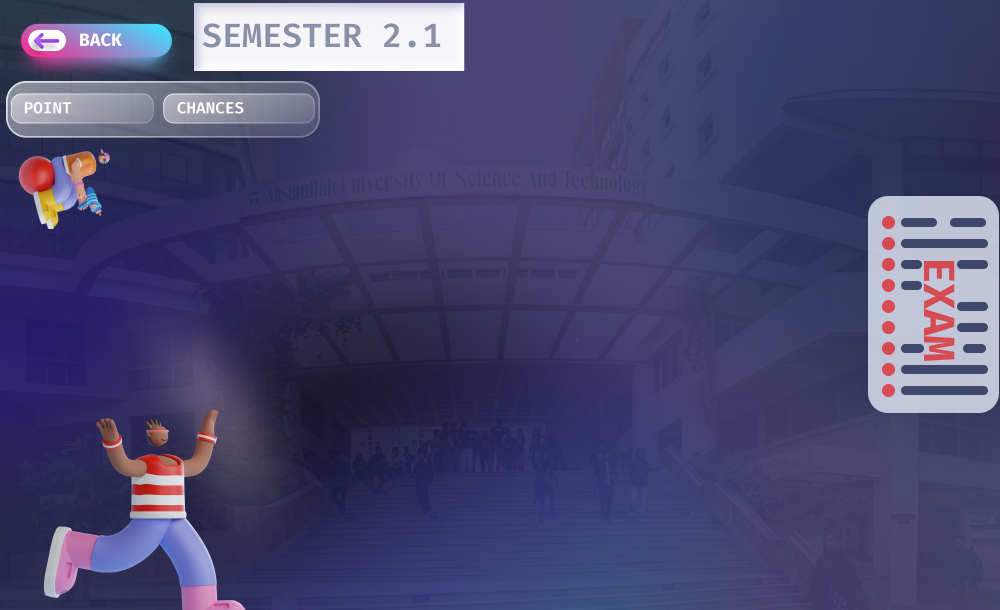 BACK
SEMESTER 2.1
POINT
CHANCES
Ahsanullah University Of Science And Technology
EXAM